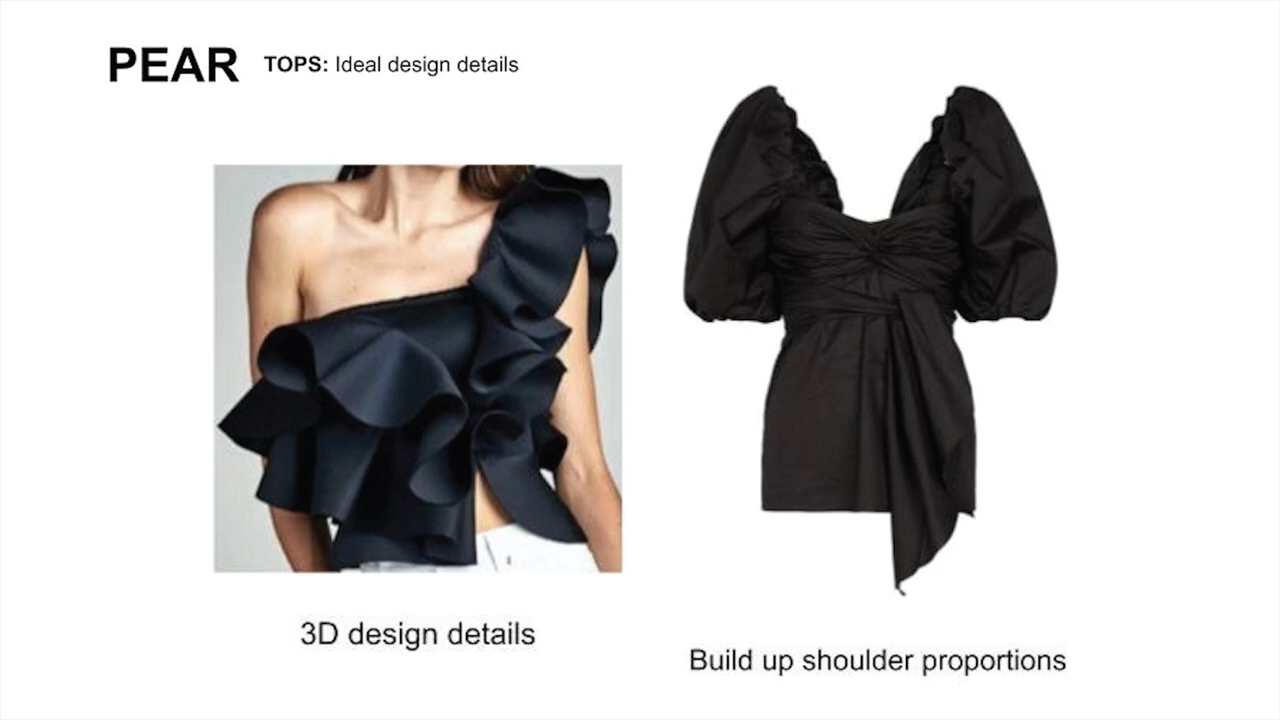 PEAR TOPS: Ideal design details
3D design details
Build up shoulder proportions